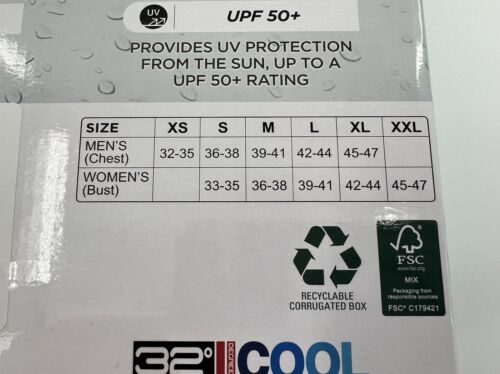 UV
UPF 50+
PROVIDES UV PROTECTION
FROM THE SUN, UP TO A
UPF 50+ RATING
SIZE XS S M L XL XXL
MEN'S (Chest) 32-35 36-38 39-41 42-44 45-47
WOMEN'S (Bust) 33-35 36-38 39-41 42-44 45-47
RECYCLABLE
CORRUGATED BOX
FSC
www.fsc.org
MIX
Packaging from
responsible sources
FSC® C179421
32° DEGREES COOL